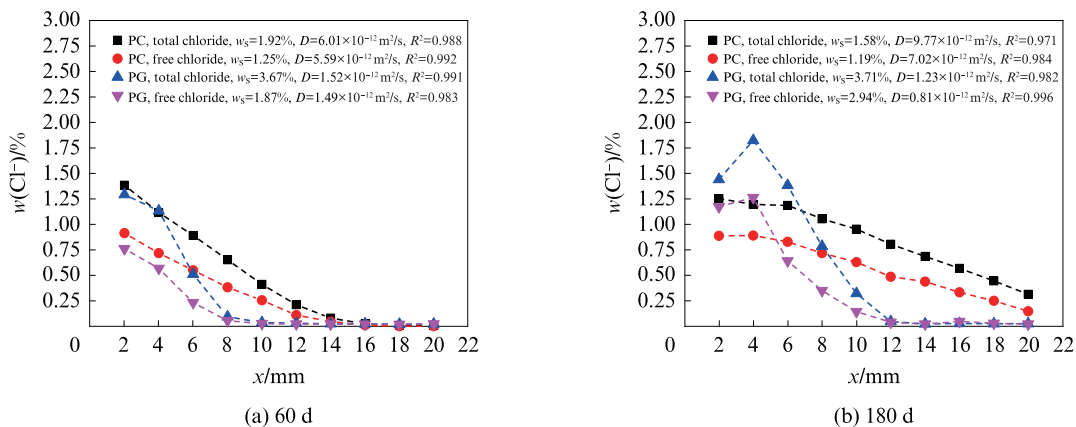 3.00
2.75
2.50
2.25
2.00
1.75
1.50
1.25
1.00
0.75
0.50
0.25
0
w(Cl⁻)/%
PC, total chloride, wₛ=1.92%, D=6.01×10⁻¹² m²/s, R²=0.988
PC, free chloride, wₛ=1.25%, D=5.59×10⁻¹² m²/s, R²=0.992
PG, total chloride, wₛ=3.67%, D=1.52×10⁻¹² m²/s, R²=0.991
PG, free chloride, wₛ=1.87%, D=1.49×10⁻¹² m²/s, R²=0.983
2 4 6 8 10 12 14 16 18 20 22
x/mm
(a) 60 d
3.00
2.75
2.50
2.25
2.00
1.75
1.50
1.25
1.00
0.75
0.50
0.25
0
w(Cl⁻)/%
PC, total chloride, wₛ=1.58%, D=9.77×10⁻¹² m²/s, R²=0.971
PC, free chloride, wₛ=1.19%, D=7.02×10⁻¹² m²/s, R²=0.984
PG, total chloride, wₛ=3.71%, D=1.23×10⁻¹² m²/s, R²=0.982
PG, free chloride, wₛ=2.94%, D=0.81×10⁻¹² m²/s, R²=0.996
2 4 6 8 10 12 14 16 18 20 22
x/mm
(b) 180 d